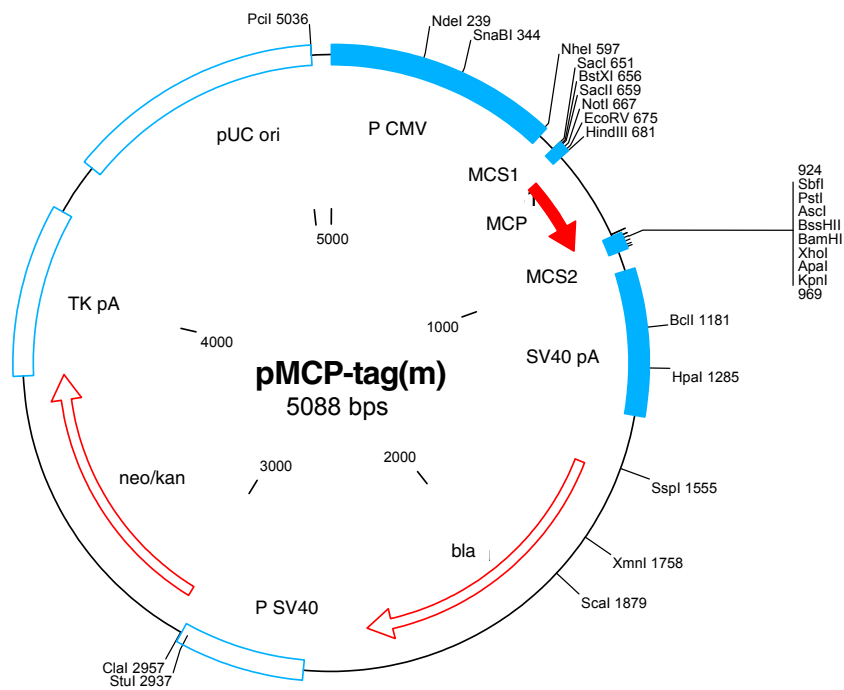 PciI 5036
NdeI 239
SnaBI 344
NheI 597
SacI 651
BstXI 656
SacII 659
NotI 667
EcoRV 675
HindIII 681
pUC ori
P CMV
MCS1
MCP
1
5000
924
SbfI
PstI
AscI
BssHII
BamHI
XhoI
ApaI
KpnI
969
MCS2
TK pA
4000
1000
BclI 1181
SV40 pA
HpaI 1285
pMCP-tag(m)
5088 bps
neo/kan
3000
2000
SspI 1555
bla
XmnI 1758
ScaI 1879
P SV40
ClaI 2957
StuI 2937